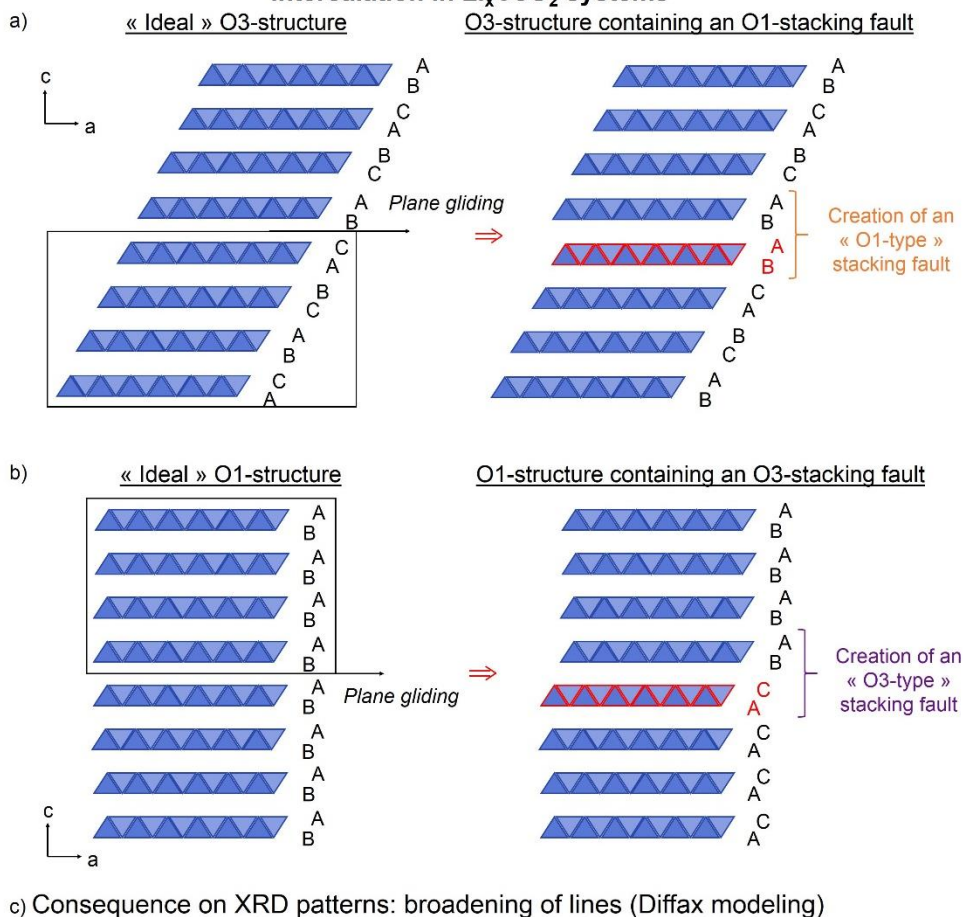 systems
a) « Ideal » O3-structure
O3-structure containing an O1-stacking fault
c
a
A
B
C
A
B
C
A
B
C
A
B
C
A
B
C
A
Plane gliding
⇒
A
B
C
A
B
C
A
B
A
B
C
A
B
C
A
B
Creation of an
« O1-type »
stacking fault
b) « Ideal » O1-structure
O1-structure containing an O3-stacking fault
A
B
A
B
A
B
A
B
A
B
A
B
A
B
A
B
Plane gliding
⇒
c
a
A
B
A
B
A
B
A
B
C
A
C
A
C
A
C
A
Creation of an
« O3-type »
stacking fault
c) Consequence on XRD patterns: broadening of lines (Diffax modeling)